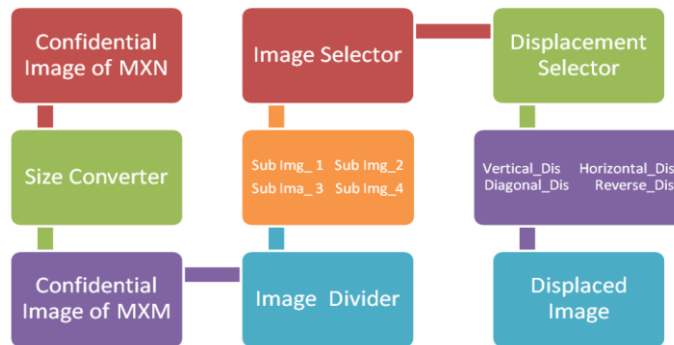 Confidential
Image of MXN
Size Converter
Confidential
Image of MXM
Image Divider
Sub Img_ 1 Sub Img_2
Sub Ima_ 3 Sub Img_4
Image Selector
Displacement
Selector
Vertical_Dis Horizontal_Dis
Diagonal_Dis Reverse_Dis
Displaced
Image